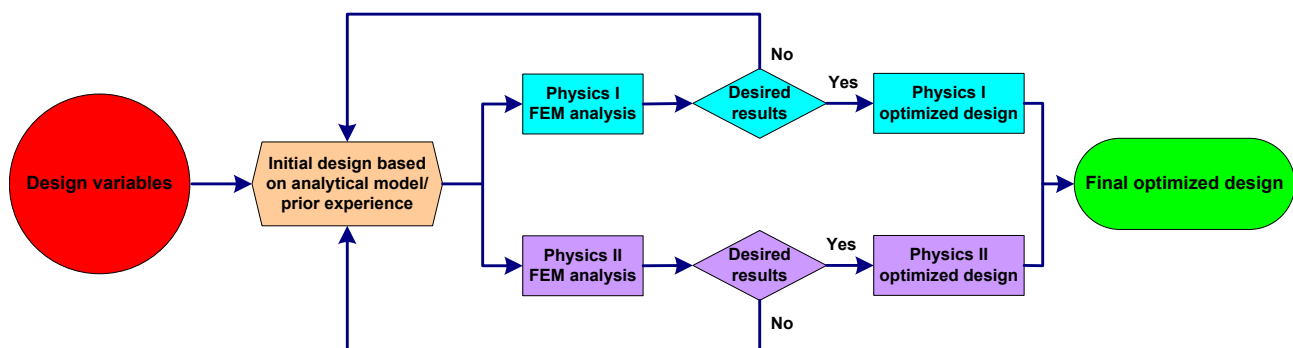 Design variables
Initial design based
on analytical model/
prior experience
Physics I
FEM analysis
Desired
results
No
Yes
Physics I
optimized design
Physics II
FEM analysis
Desired
results
Yes
No
Physics II
optimized design
Final optimized design